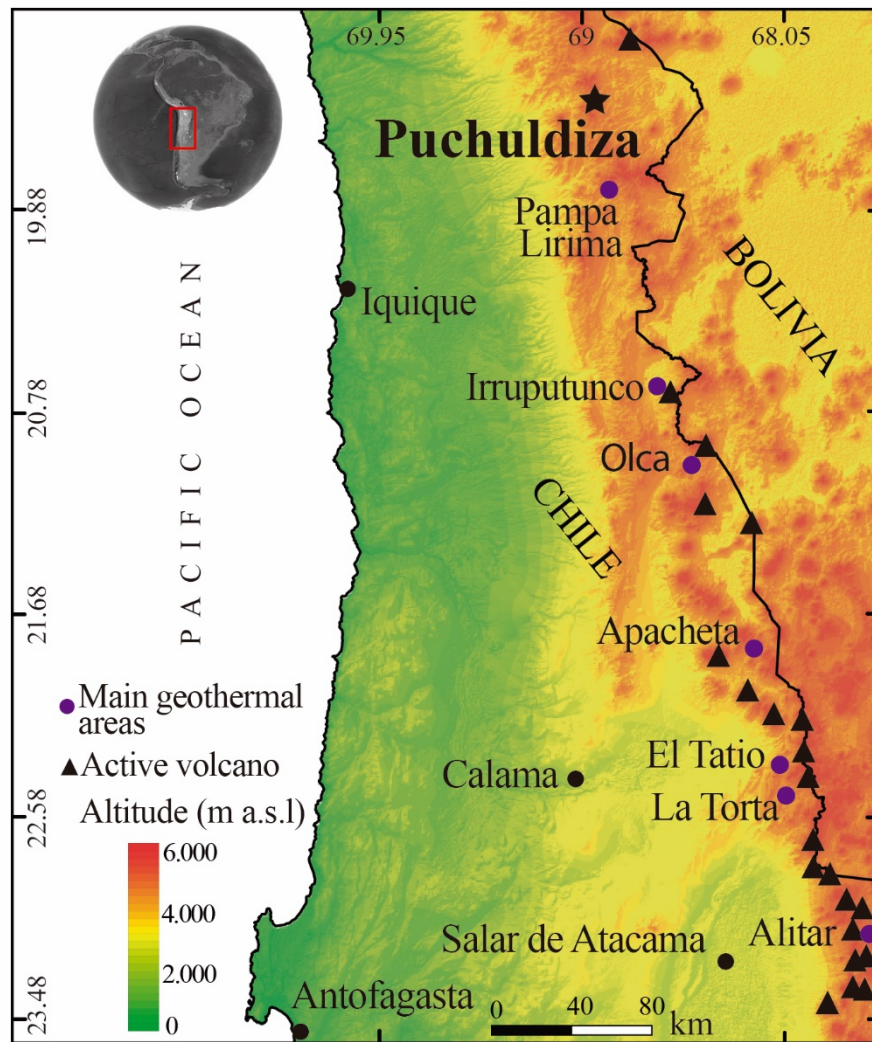 69.95
69
68.05
Puchuldiza
19.88
Pampa
Lirima
BOLIVIA
PACIFIC OCEAN
Iquique
Irruputunco
20.78
Olca
CHILE
21.68
Apacheta
Main geothermal
areas
Active volcano
El Tatio
Calama
La Torta
Altitude (m a.s.l)
22.58
6.000
4.000
2.000
0
Salar de Atacama
Alitar
Antofagasta
0 40 80
km
23.48